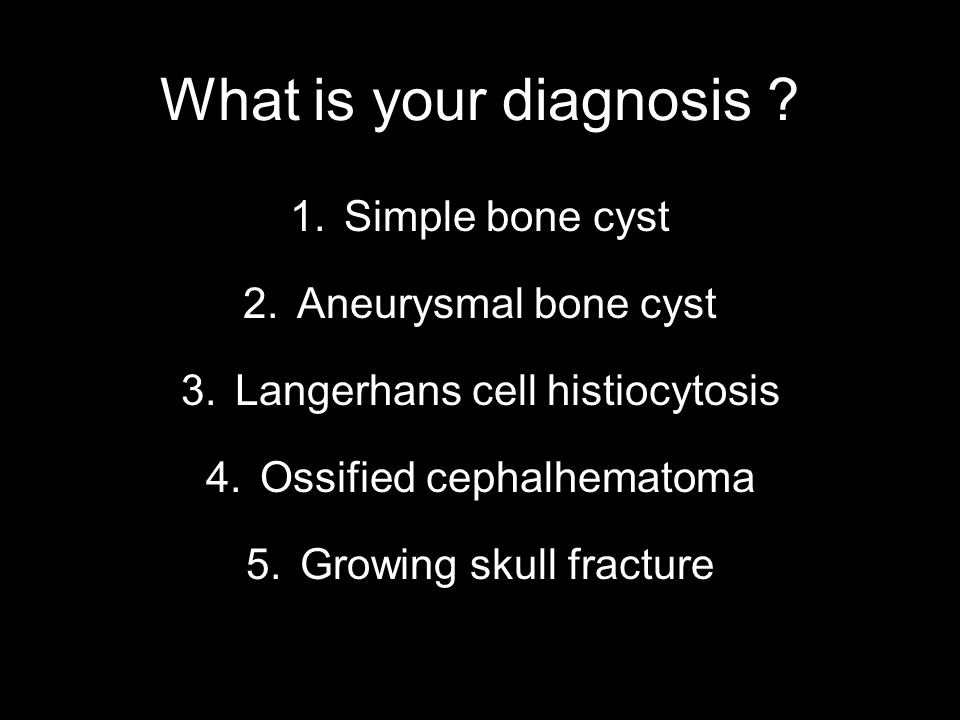 What is your diagnosis ?
1. Simple bone cyst
2. Aneurysmal bone cyst
3. Langerhans cell histiocytosis
4. Ossified cephalhematoma
5. Growing skull fracture